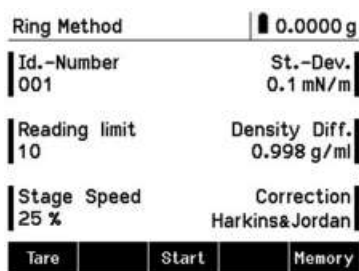 Ring Method 0.0000 g
Id.-Number St.-Dev.
001 0.1 mN/m
Reading limit Density Diff.
10 0.998 g/ml
Stage Speed Correction
25 % Harkins&Jordan
Tare Start Memory